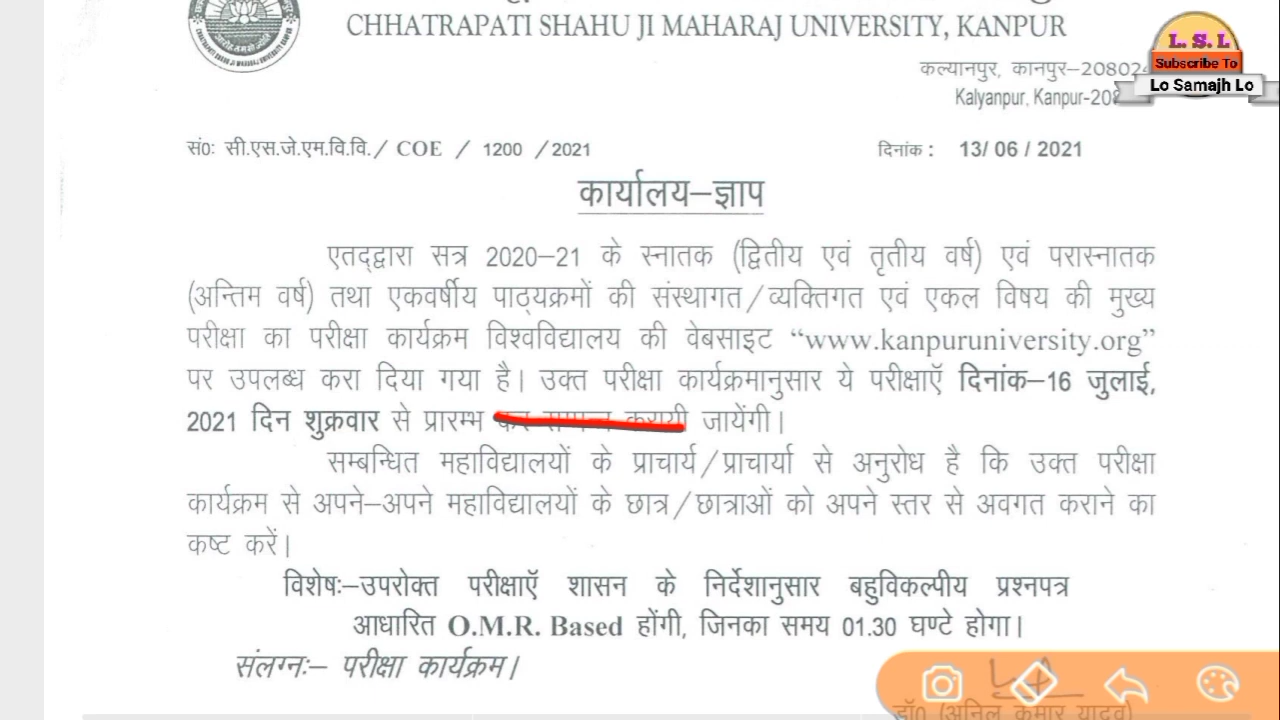 CHHATRAPATI SHAHU JI MAHARAJ UNIVERSITY, KANPUR
L. S. L
Subscribe To
Lo Samajh Lo
कल्यानपुर, कानपुर–20802
Kalyanpur, Kanpur-20
सं0: सी.एस.जे.एम.वि.वि./ COE / 1200 /2021
दिनांक : 13/ 06 / 2021
कार्यालय–ज्ञाप
एतद्द्वारा सत्र 2020–21 के स्नातक (द्वितीय एवं तृतीय वर्ष) एवं परास्नातक
(अन्तिम वर्ष) तथा एकवर्षीय पाठ्यक्रमों की संस्थागत/व्यक्तिगत एवं एकल विषय की मुख्य
परीक्षा का परीक्षा कार्यक्रम विश्वविद्यालय की वेबसाइट “www.kanpuruniversity.org”
पर उपलब्ध करा दिया गया है। उक्त परीक्षा कार्यक्रमानुसार ये परीक्षाऍ दिनांक–16 जुलाई,
2021 दिन शुक्रवार से प्रारम्भ जायेंगी।
सम्बन्धित महाविद्यालयों के प्राचार्य/प्राचार्या से अनुरोध है कि उक्त परीक्षा
कार्यक्रम से अपने–अपने महाविद्यालयों के छात्र/छात्राओं को अपने स्तर से अवगत कराने का
कष्ट करें।
विशेषः–उपरोक्त परीक्षाऍ शासन के निर्देशानुसार बहुविकल्पीय प्रश्नपत्र
आधारित O.M.R. Based होंगी, जिनका समय 01.30 घण्टे होगा।
संलग्नः– परीक्षा कार्यक्रम।
डॉ0 (अनिल कुमार यादव)